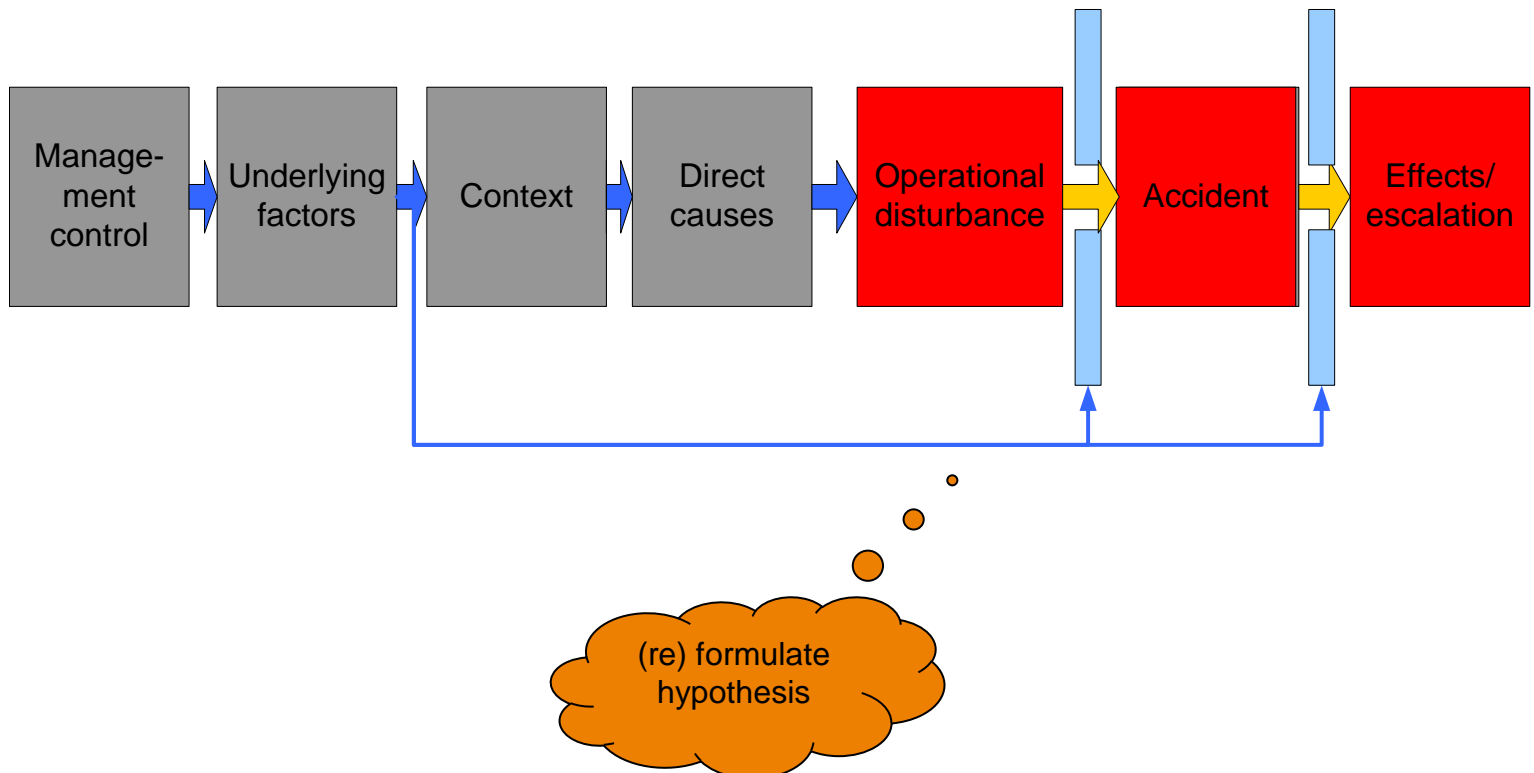 Manage-
ment
control
Underlying
factors
Context
Direct
causes
Operational
disturbance
Accident
Effects/
escalation
(re) formulate
hypothesis